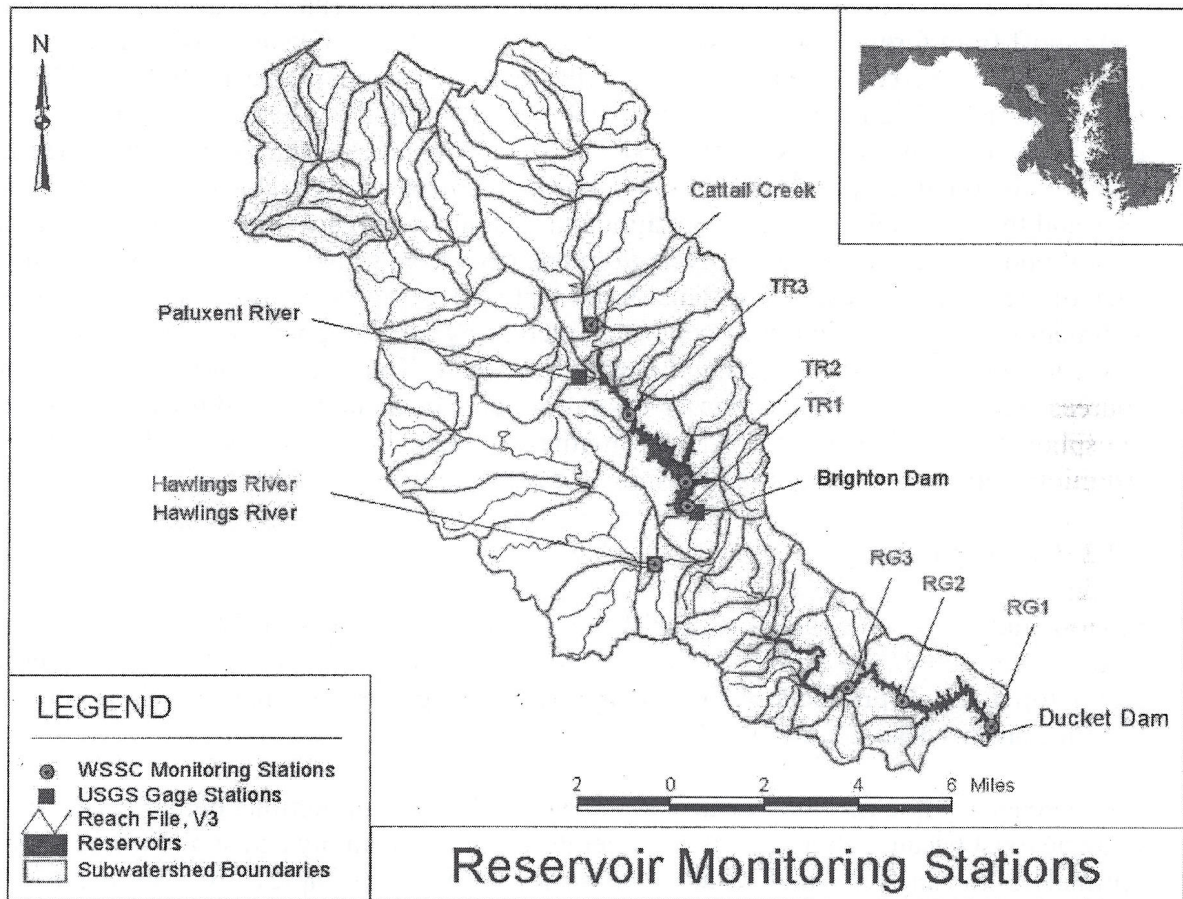 N
Cattail Creek
TR3
Patuxent River
TR2
TR1
Hawlings River
Hawlings River
Brighton Dam
RG3
RG2
RG1
Ducket Dam
LEGEND
WSSC Monitoring Stations
USGS Gage Stations
Reach File, V3
Reservoirs
Subwatershed Boundaries
2 0 2 4 6 Miles
Reservoir Monitoring Stations